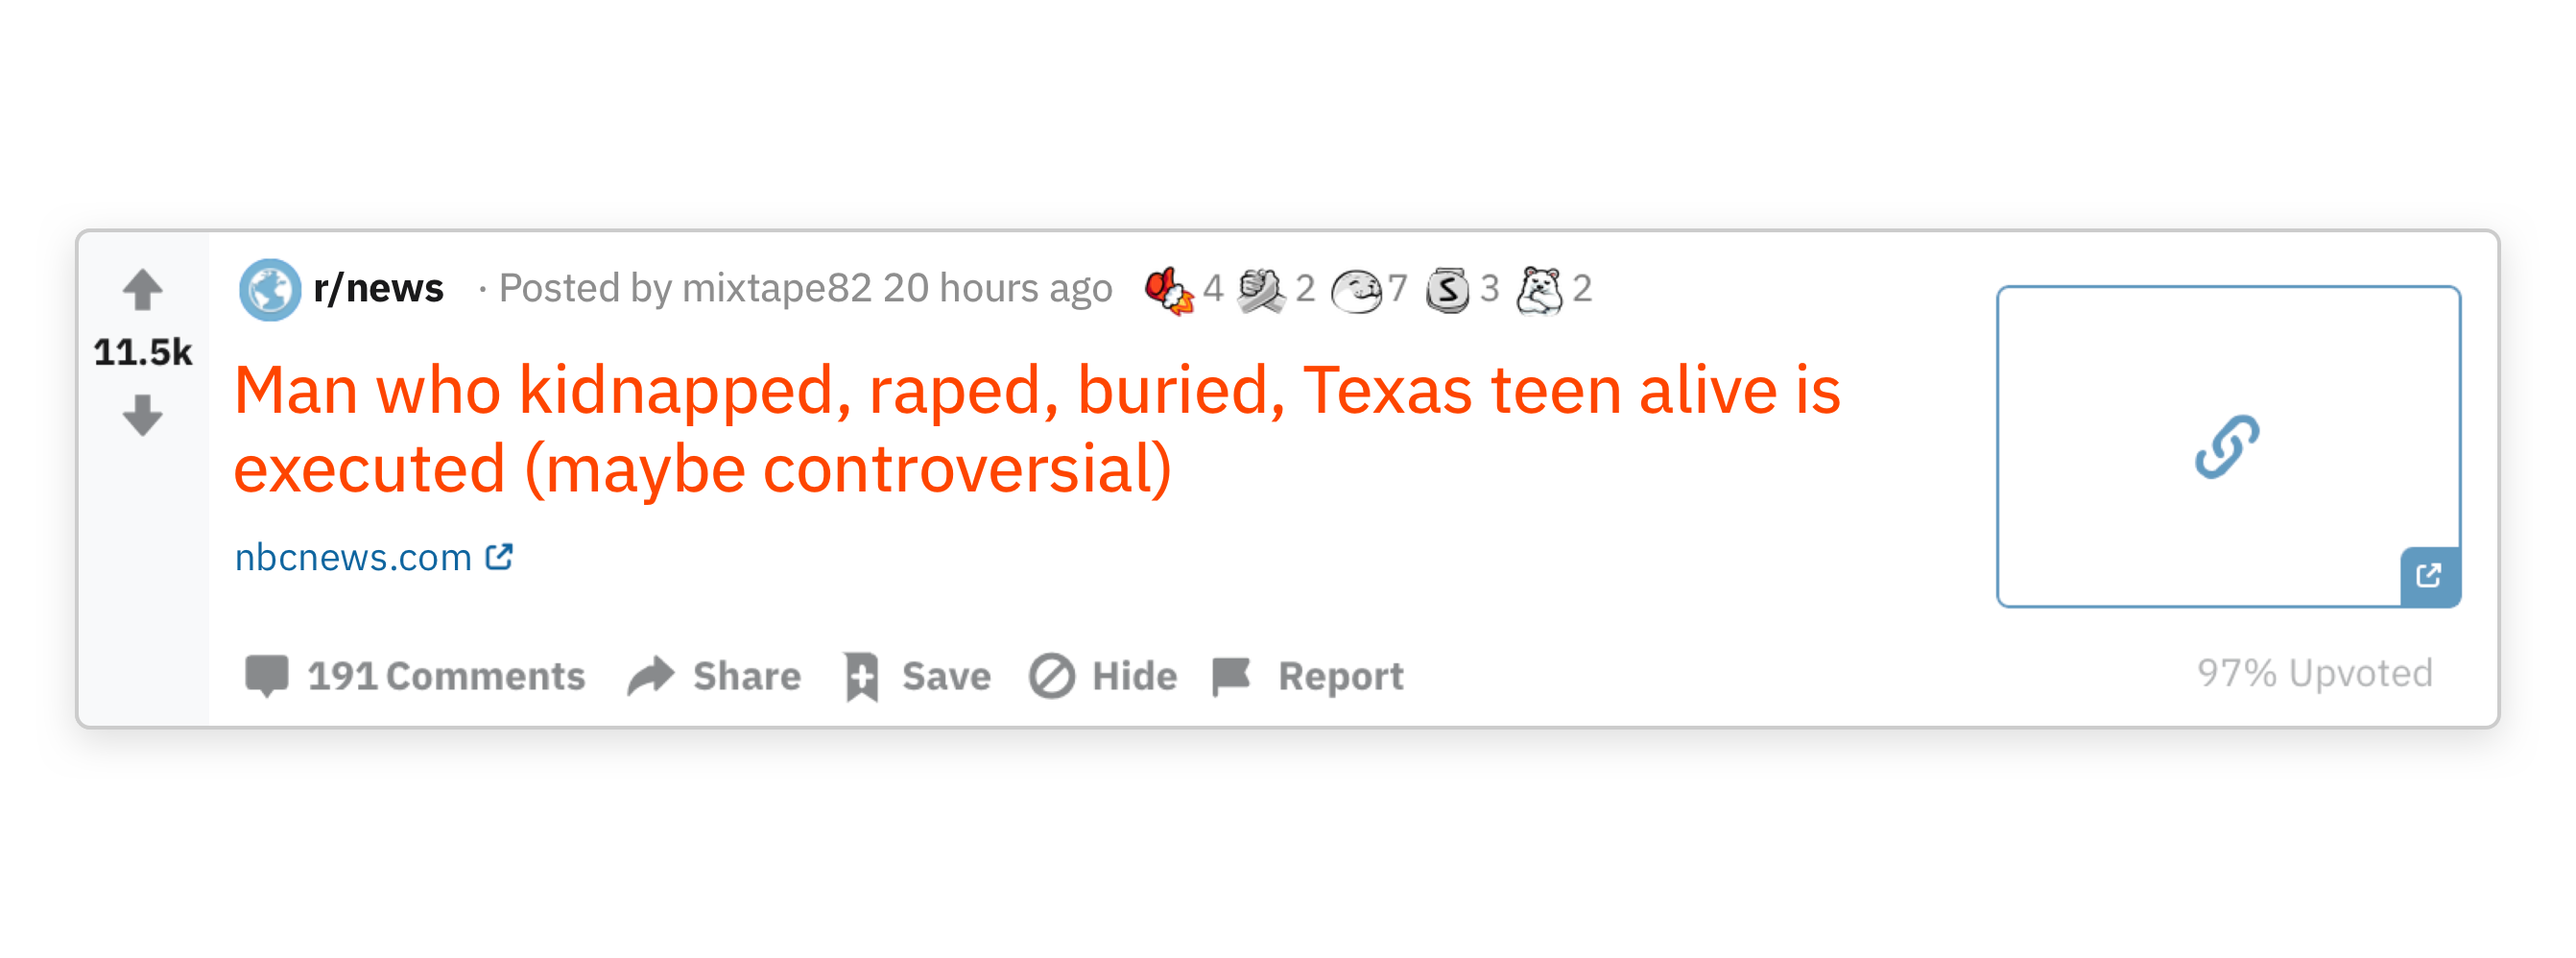 r/news · Posted by mixtape82 20 hours ago 4 2 7 S 3 2
11.5k
Man who kidnapped, raped, buried, Texas teen alive is
executed (maybe controversial)
nbcnews.com
191 Comments Share Save Hide Report
97% Upvoted